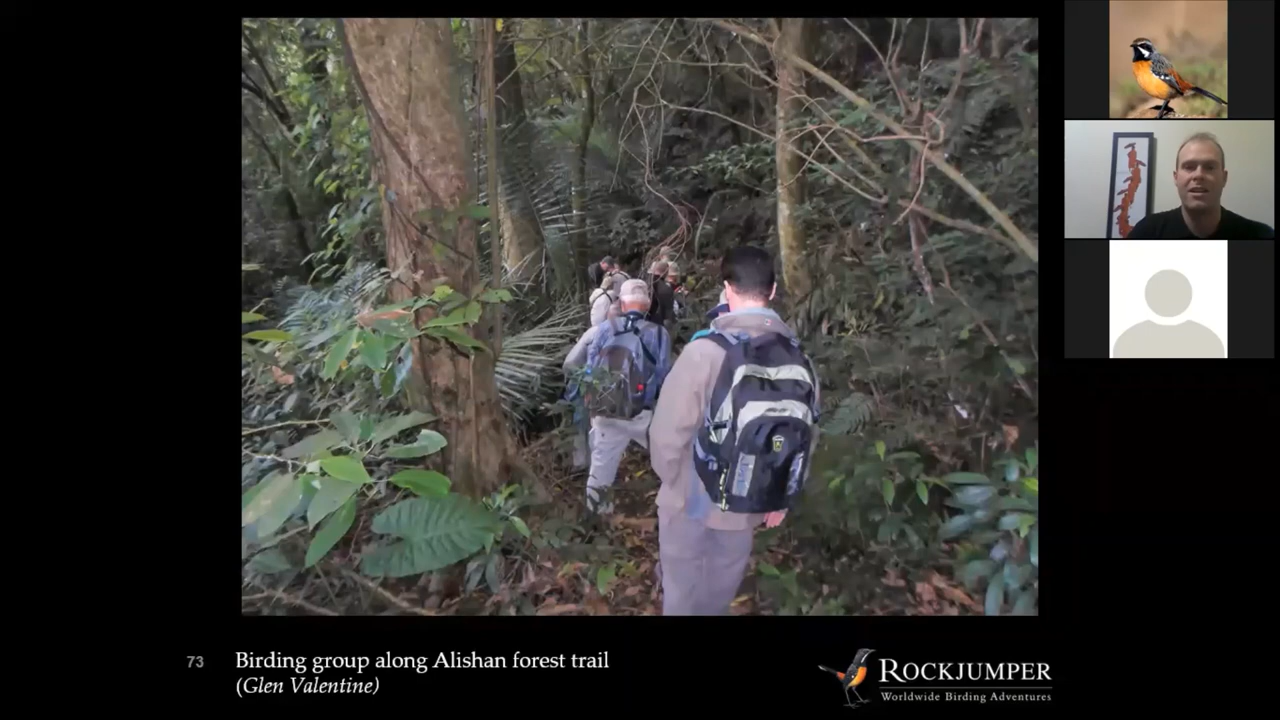 73
Birding group along Alishan forest trail
(Glen Valentine)
ROCKJUMPER
Worldwide Birding Adventures